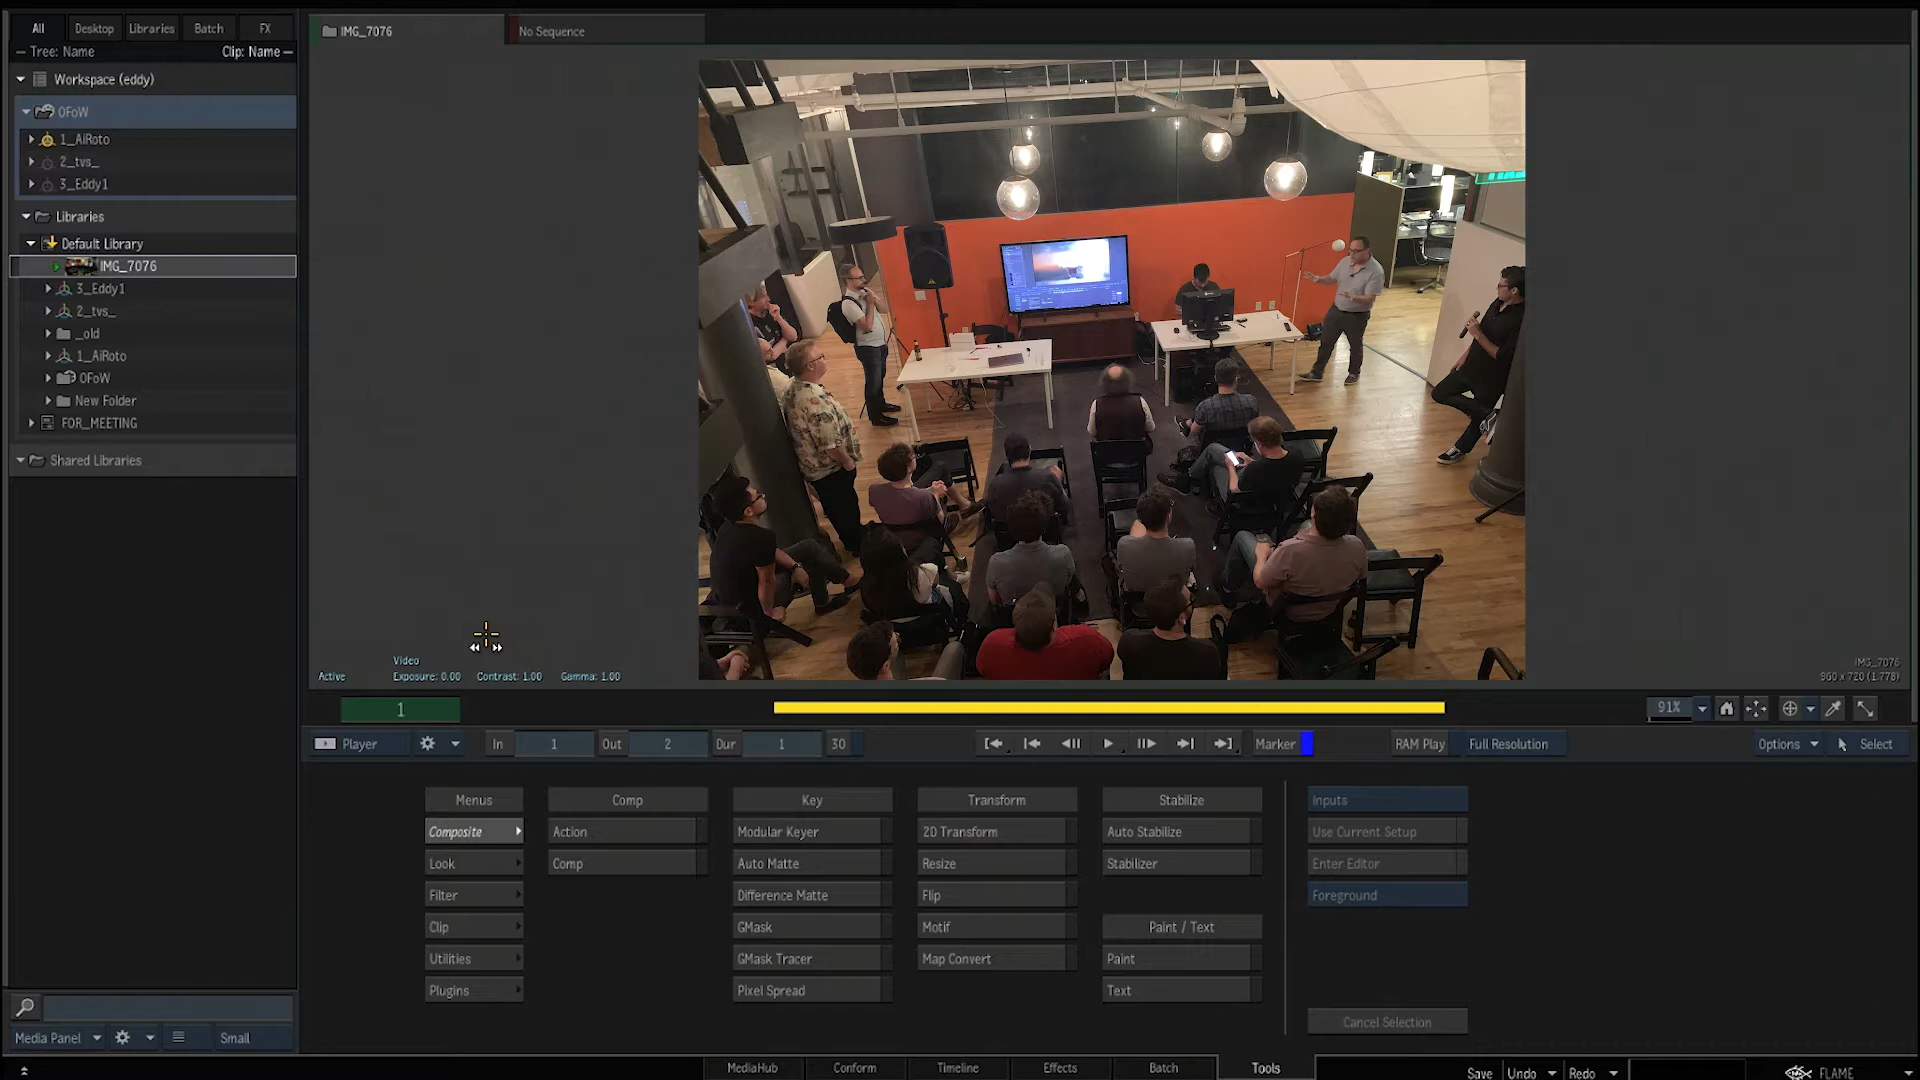 All Desktop Libraries Batch FX
Tree: Name Clip: Name
IMG_7076 No Sequence
Workspace (eddy)
OFoW
1_AiRoto
2_tvs_
3_Eddy1
Libraries
Default Library
IMG_7076
3_Eddy1
2_tvs_
_old
1_AiRoto
OFoW
New Folder
FOR_MEETING
Shared Libraries
Video
Active Exposure: 0.00 Contrast: 1.00 Gamma: 1.00
IMG_7076
960 x 720 (1.778)
1 91%
Player In 1 Out 2 Dur 1 30 Marker RAM Play Full Resolution Options Select
Menus Comp Key Transform Stabilize Inputs
Composite Action Modular Keyer 2D Transform Auto Stabilize Use Current Setup
Look Comp Auto Matte Resize Stabilizer Enter Editor
Filter Difference Matte Flip Foreground
Clip GMask Motif Paint / Text
Utilities GMask Tracer Map Convert Paint
Plugins Pixel Spread Text
Cancel Selection
Media Panel Small
MediaHub Conform Timeline Effects Batch Tools Save Undo Redo FLAME